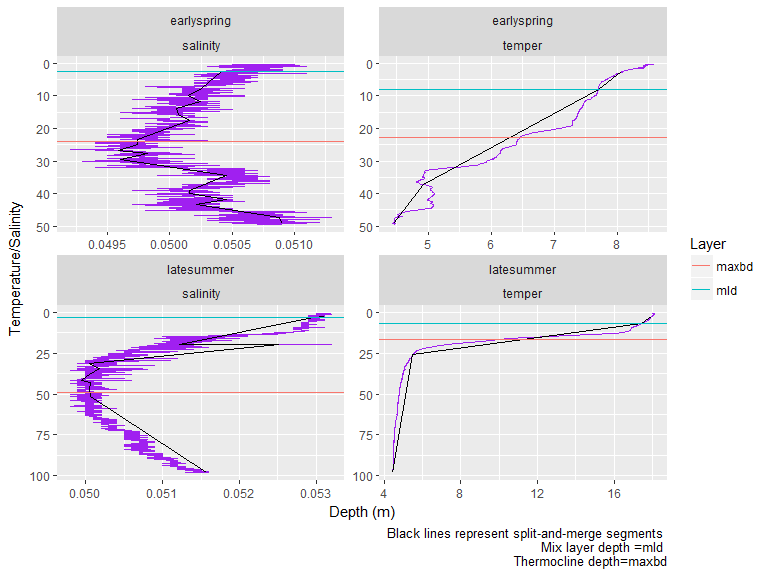 earlyspring
salinity
0
10
20
30
40
50
0.0495 0.0500 0.0505 0.0510
earlyspring
temper
0
10
20
30
40
50
5 6 7 8
latesummer
salinity
0
25
50
75
100
0.050 0.051 0.052 0.053
latesummer
temper
0
25
50
75
100
4 8 12 16
Temperature/Salinity
Depth (m)
Layer
maxbd
mld
Black lines represent split-and-merge segments
Mix layer depth =mld
Thermocline depth=maxbd